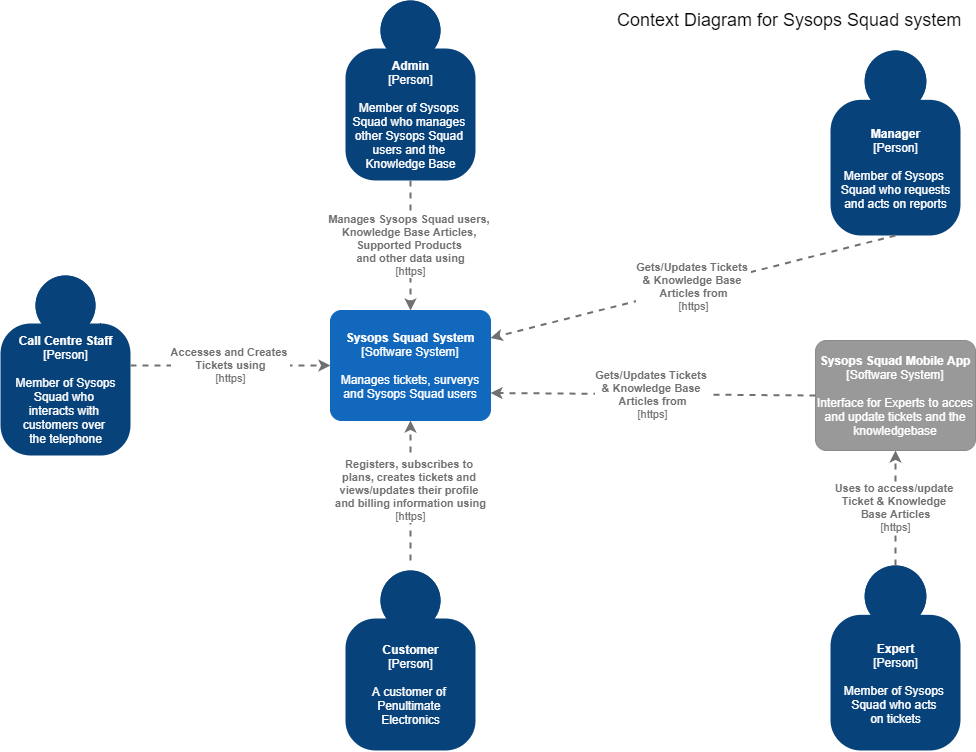 Context Diagram for Sysops Squad system
Admin
[Person]
Member of Sysops
Squad who manages
other Sysops Squad
users and the
Knowledge Base
Manager
[Person]
Member of Sysops
Squad who requests
and acts on reports
Manages Sysops Squad users,
Knowledge Base Articles,
Supported Products
and other data using
[https]
Gets/Updates Tickets
& Knowledge Base
Articles from
[https]
Call Centre Staff
[Person]
Member of Sysops
Squad who
interacts with
customers over
the telephone
Accesses and Creates
Tickets using
[https]
Sysops Squad System
[Software System]
Manages tickets, surverys
and Sysops Squad users
Gets/Updates Tickets
& Knowledge Base
Articles from
[https]
Sysops Squad Mobile App
[Software System]
Interface for Experts to acces
and update tickets and the
knowledgebase
Registers, subscribes to
plans, creates tickets and
views/updates their profile
and billing information using
[https]
Uses to access/update
Ticket & Knowledge
Base Articles
[https]
Customer
[Person]
A customer of
Penultimate
Electronics
Expert
[Person]
Member of Sysops
Squad who acts
on tickets